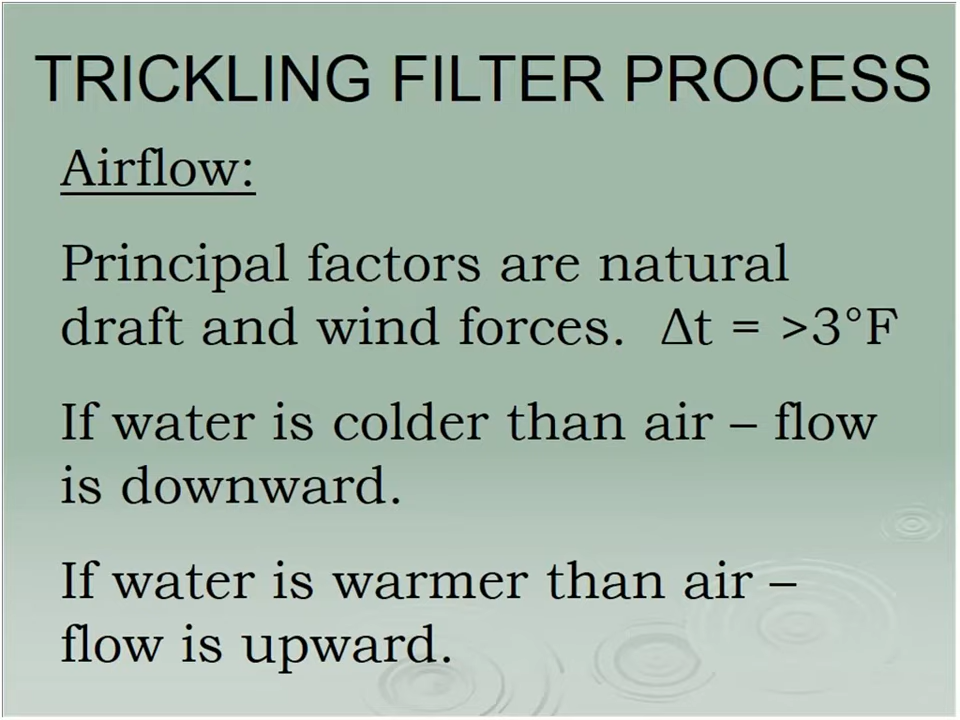 TRICKLING FILTER PROCESS
Airflow:
Principal factors are natural
draft and wind forces.  Δt = >3°F
If water is colder than air – flow
is downward.
If water is warmer than air –
flow is upward.